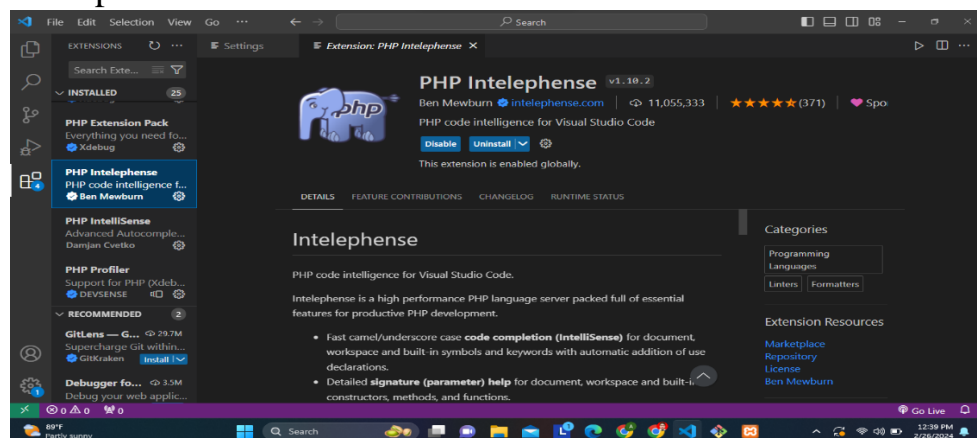 File Edit Selection View Go ··· Search
EXTENSIONS
Settings
Extension: PHP Intelephense
Search Exte...
INSTALLED 25
PHP Extension Pack
Everything you need fo...
Xdebug
PHP Intelephense
PHP code intelligence f...
Ben Mewburn
PHP IntelliSense
Advanced Autocomple...
Damjan Cvetko
PHP Profiler
Support for PHP (Xdeb...
DEVSENSE
RECOMMENDED 2
GitLens — G... 29.7M
Supercharge Git within...
GitKraken Install
Debugger fo... 3.5M
Debug your web applic...
php
PHP Intelephense v1.10.2
Ben Mewburn intelephense.com | 11,055,333 | ★★★★★(371) | Spo
PHP code intelligence for Visual Studio Code
Disable Uninstall
This extension is enabled globally.
DETAILS FEATURE CONTRIBUTIONS CHANGELOG RUNTIME STATUS
Intelephense
PHP code intelligence for Visual Studio Code.
Intelephense is a high performance PHP language server packed full of essential
features for productive PHP development.
• Fast camel/underscore case code completion (IntelliSense) for document,
workspace and built-in symbols and keywords with automatic addition of use
declarations.
• Detailed signature (parameter) help for document, workspace and built-i
constructors, methods, and functions.
Categories
Programming
Languages
Linters Formatters
Extension Resources
Marketplace
Repository
License
Ben Mewburn
4
1
0 0 0
Go Live
89°F
Partly sunny
Search
12:39 PM
2/26/2024